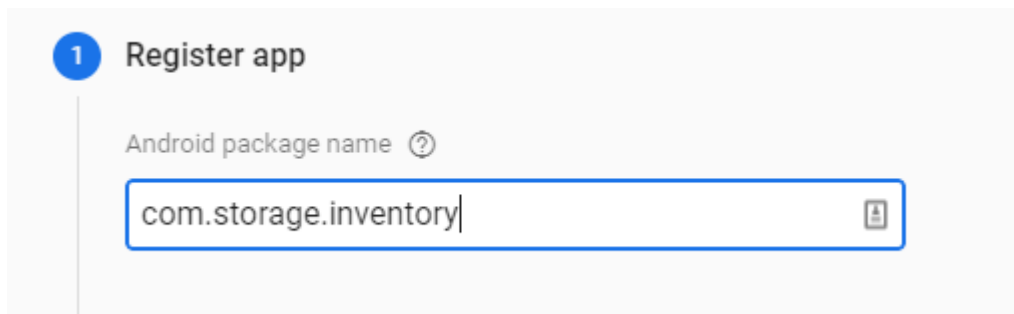 1 Register app
Android package name ?
com.storage.inventory